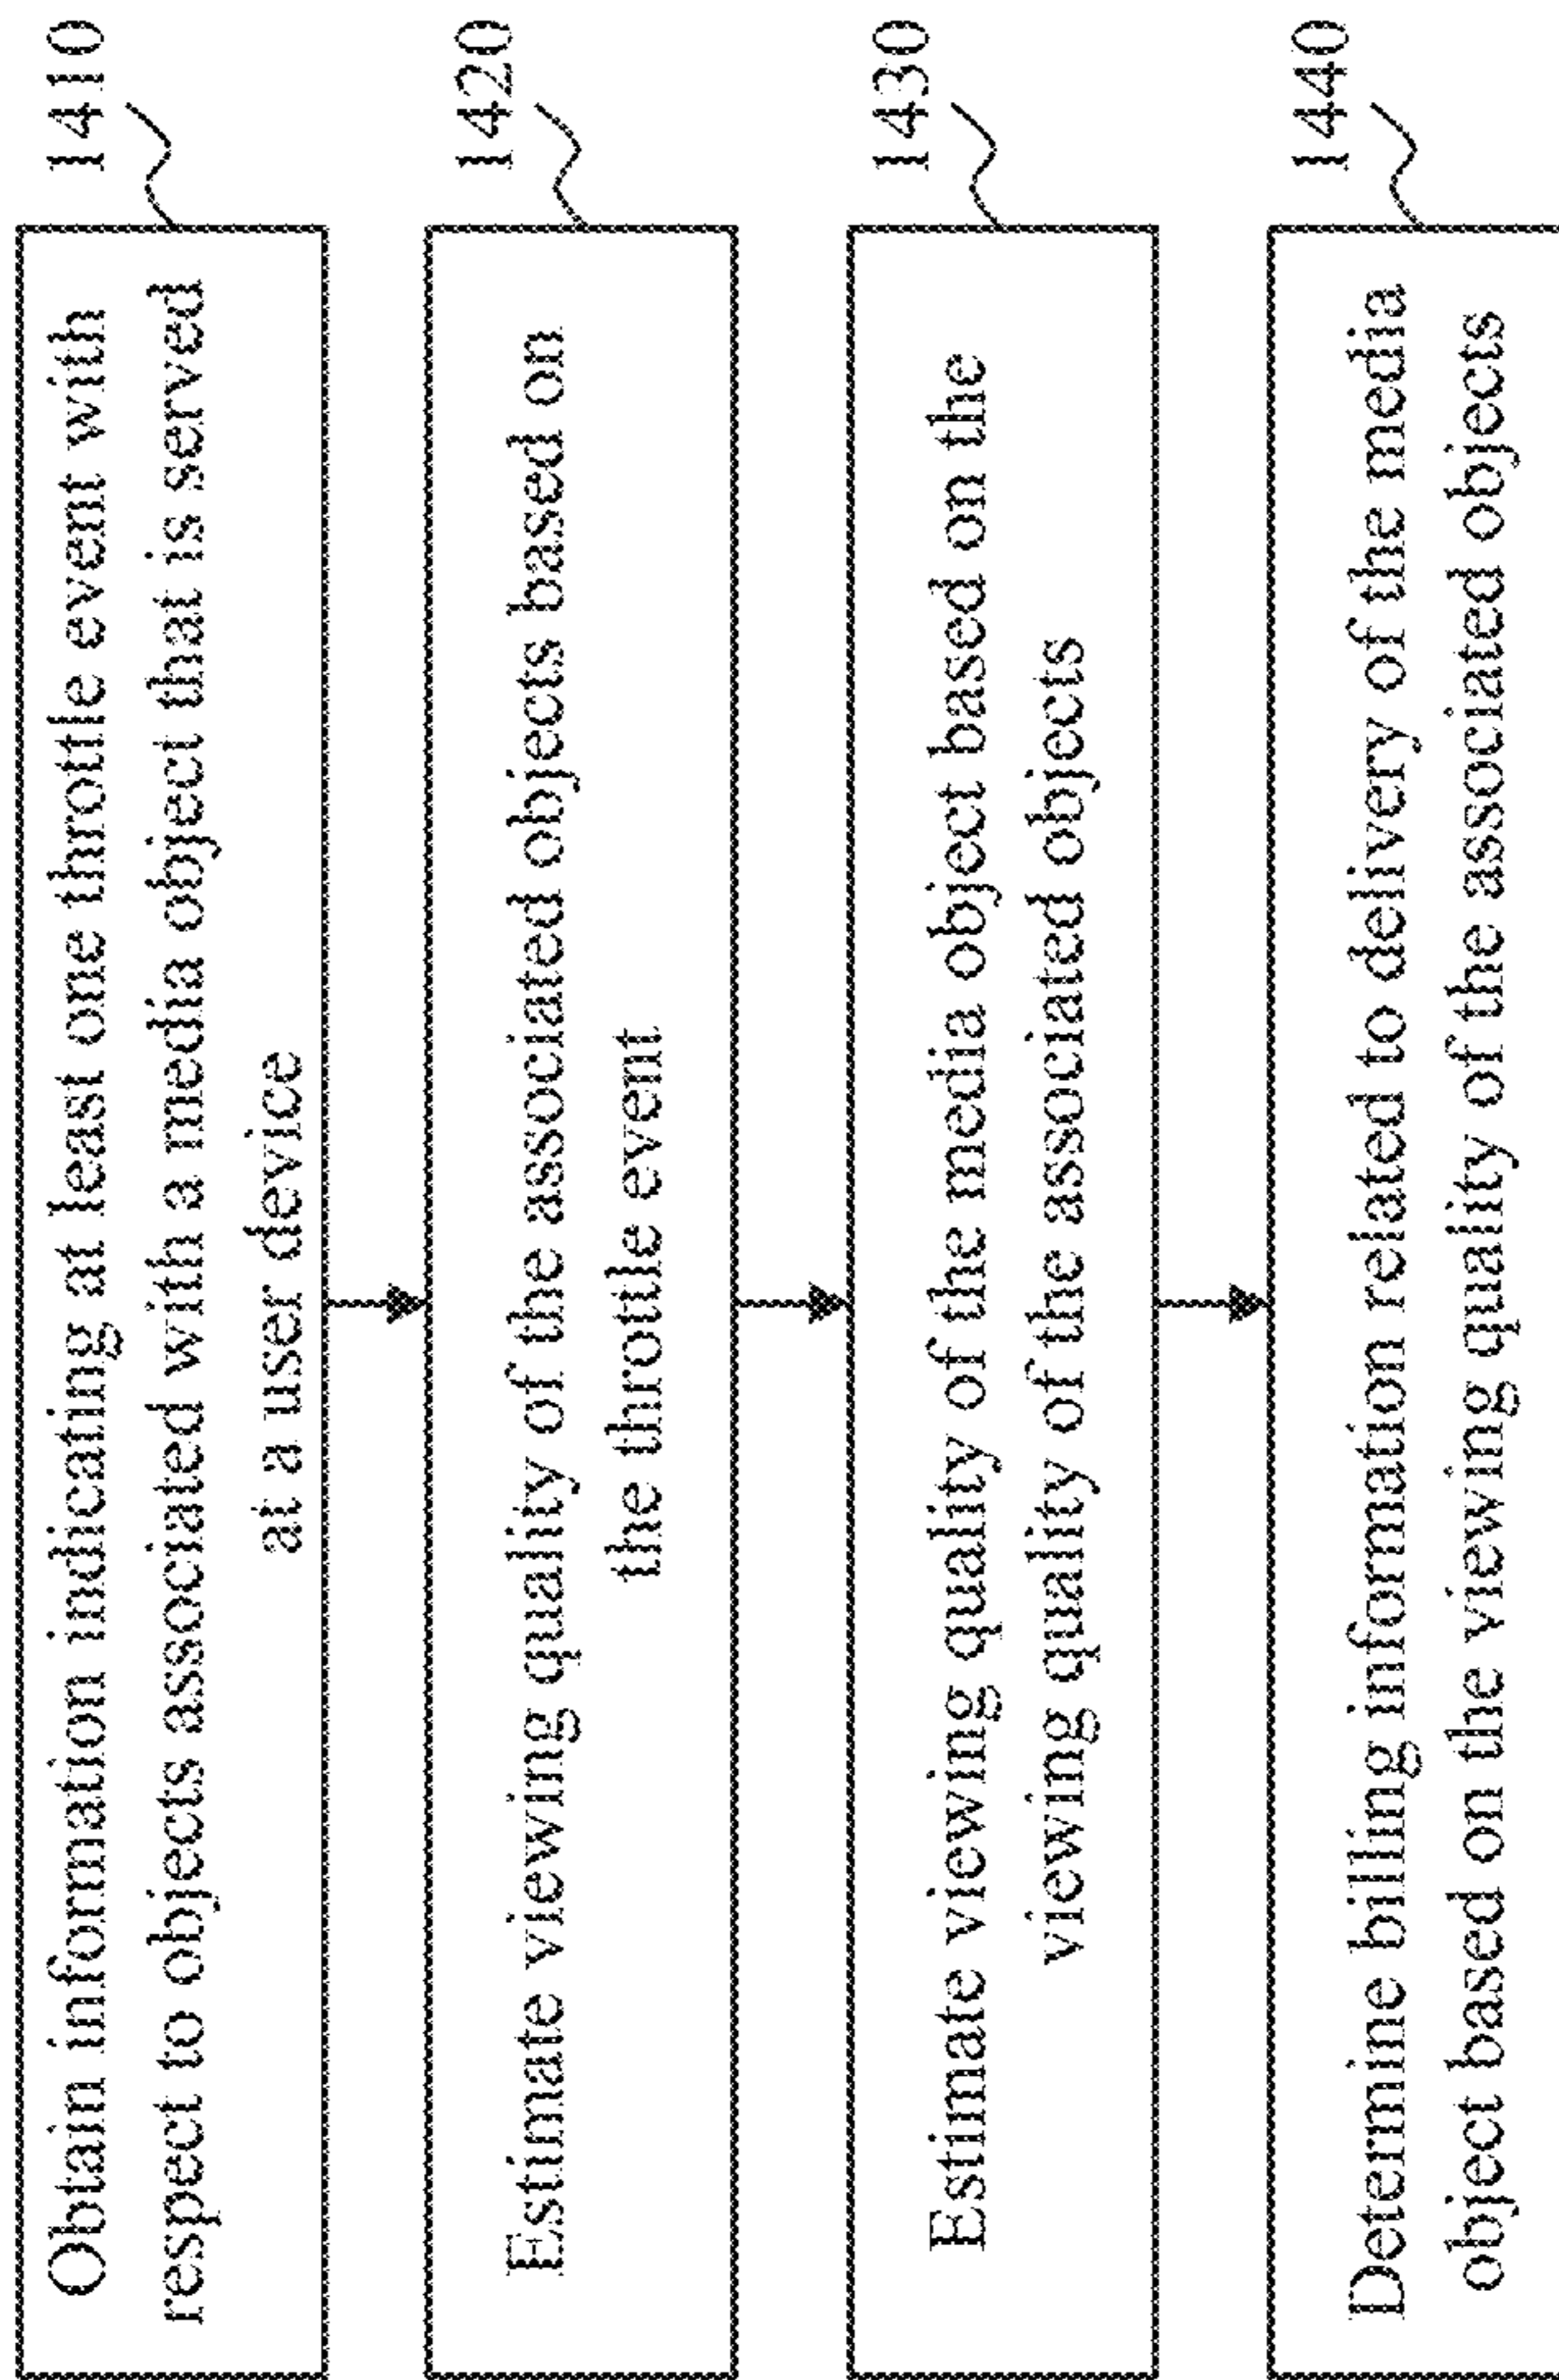 Obtain information indicating at least one throttle event with
respect to objects associated with a media object that is served
at a user device
1410
Estimate viewing quality of the associated objects based on
the throttle event
1420
Estimate viewing quality of the media object based on the
viewing quality of the associated objects
1430
Determine billing information related to delivery of the media
object based on the viewing quality of the associated objects
1440